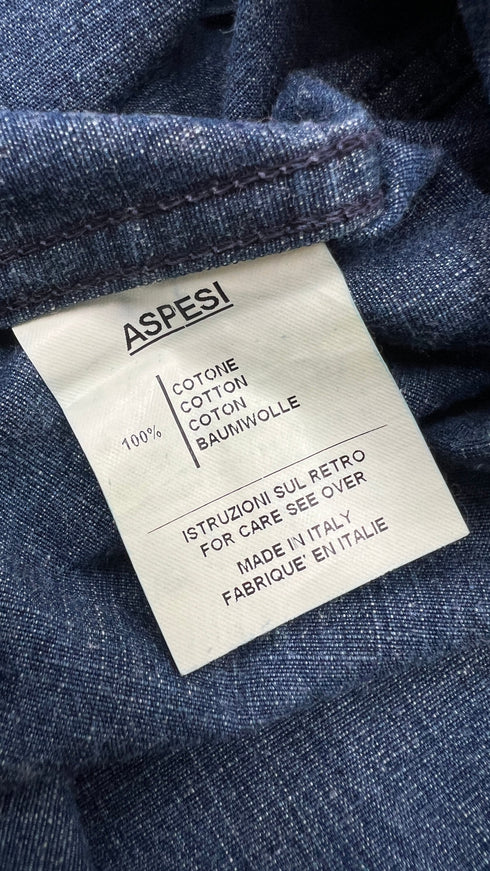 ASPESI
100%
COTONE
COTTON
COTON
BAUMWOLLE
ISTRUZIONI SUL RETRO
FOR CARE SEE OVER
MADE IN ITALY
FABRIQUE' EN ITALIE